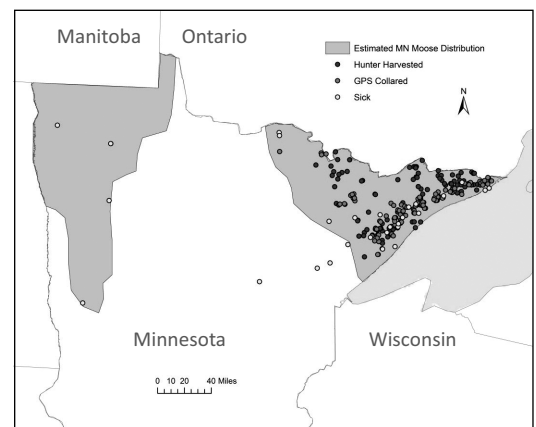 Manitoba Ontario
Estimated MN Moose Distribution
Hunter Harvested
GPS Collared
Sick
N
Minnesota Wisconsin
0 10 20 40 Miles